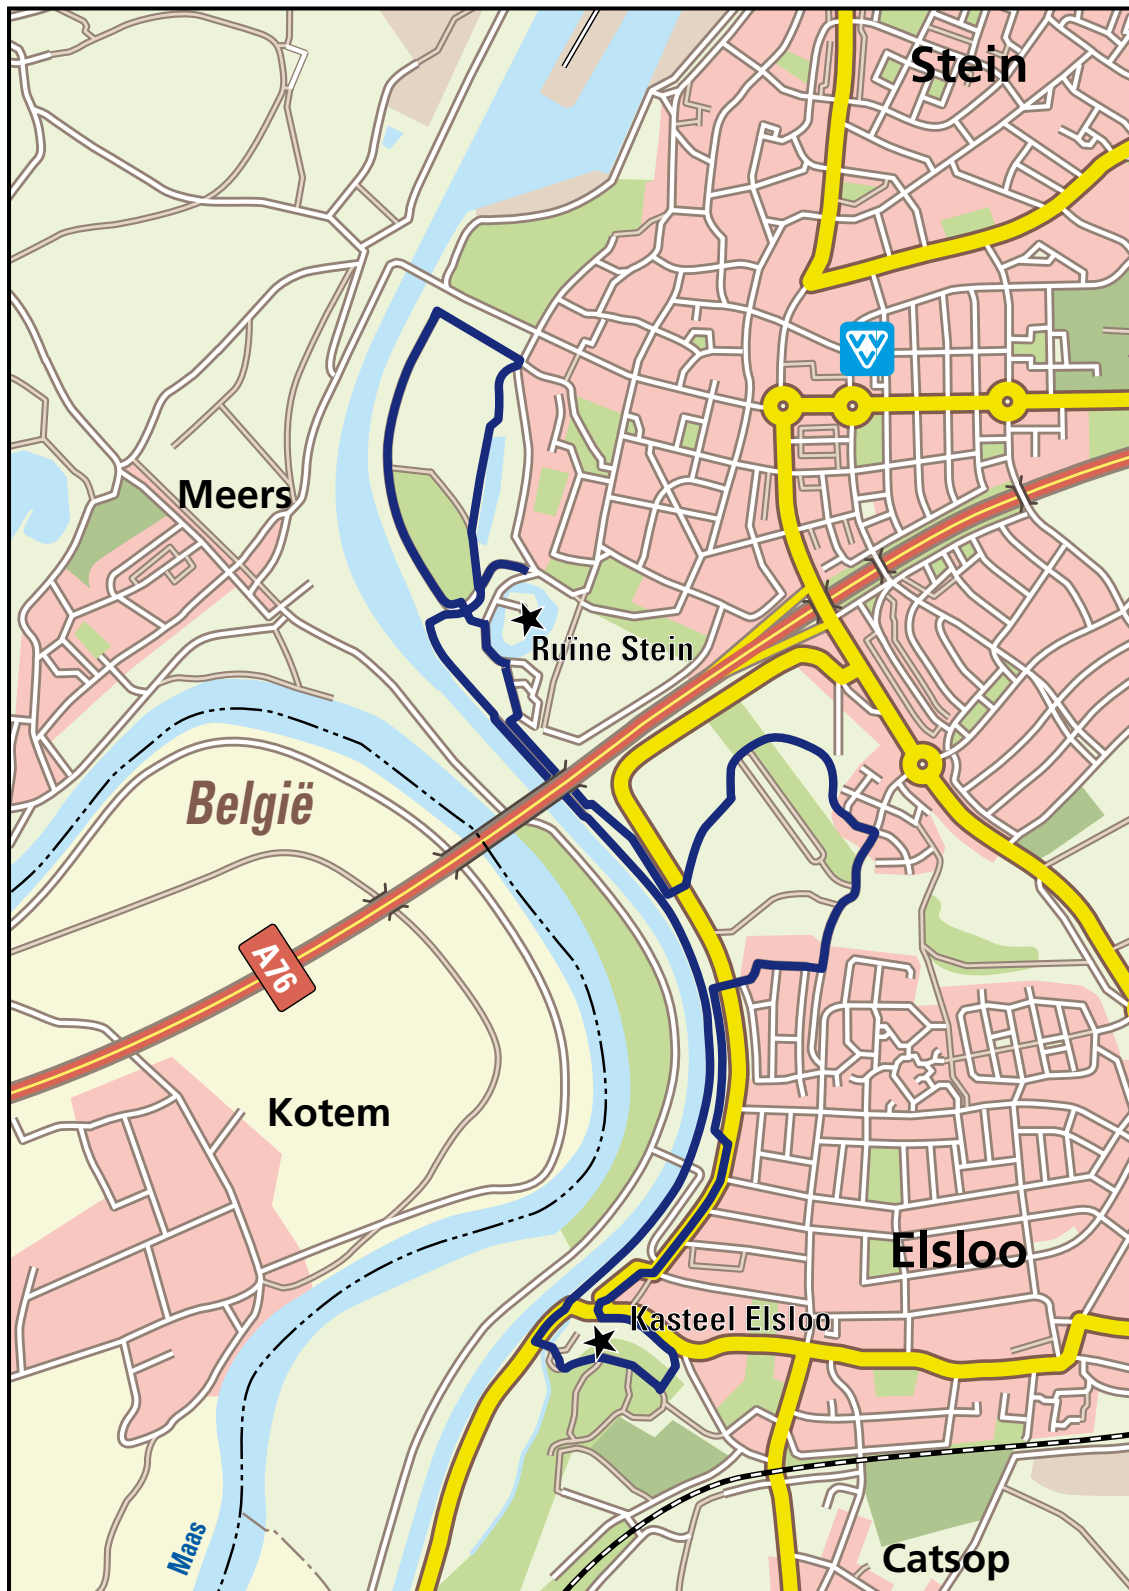 Stein
Meers
Ruïne Stein
België
A76
Kotem
Elsloo
Kasteel Elsloo
Maas
Catsop